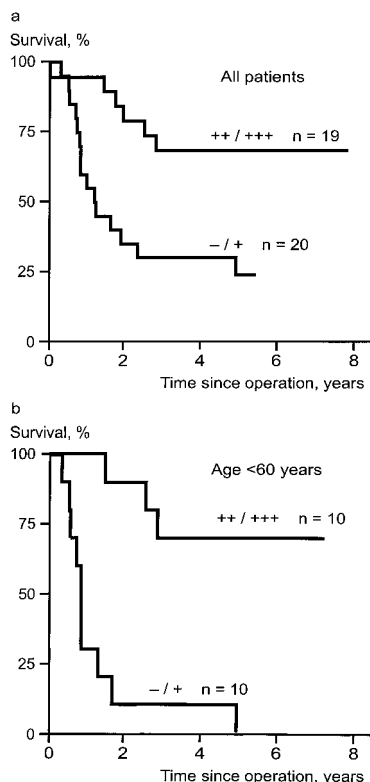 a
Survival, %
100
All patients
75
++ / +++ n = 19
50
– / + n = 20
25
0
0 2 4 6 8
Time since operation, years
b
Survival, %
100
Age <60 years
75
++ / +++ n = 10
50
25
– / + n = 10
0
0 2 4 6 8
Time since operation, years